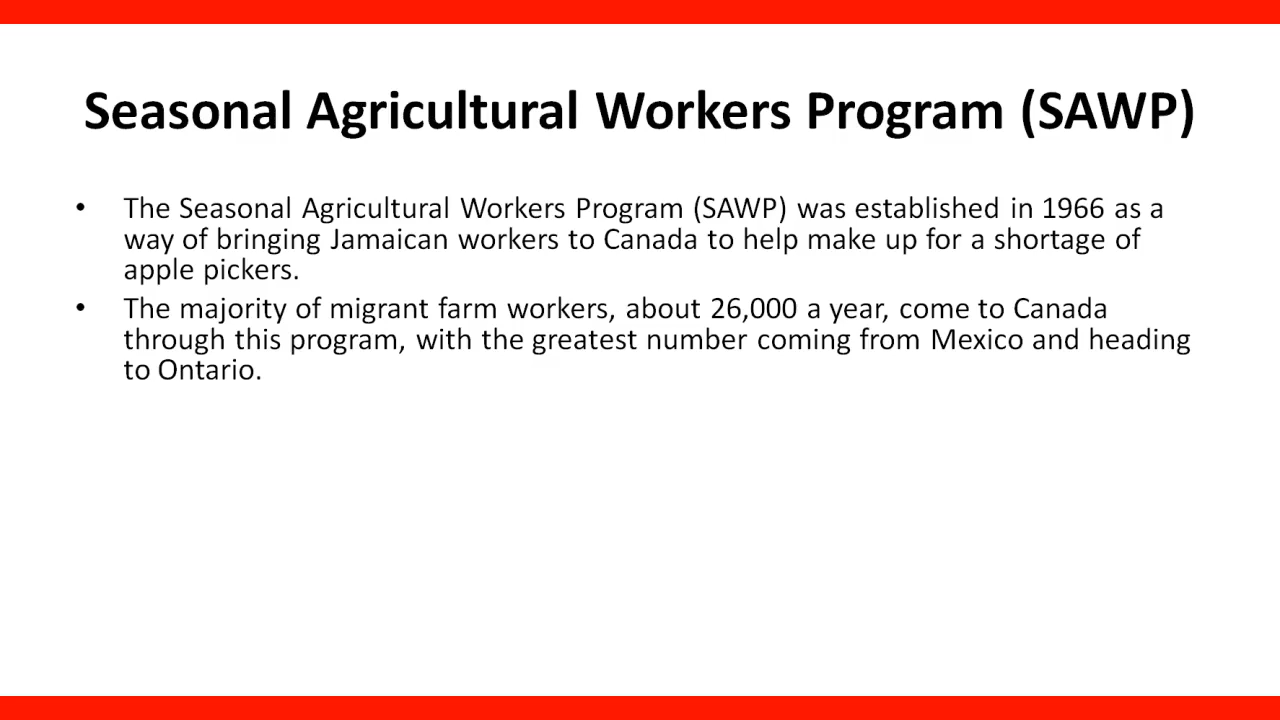 Seasonal Agricultural Workers Program (SAWP)
• The Seasonal Agricultural Workers Program (SAWP) was established in 1966 as a
way of bringing Jamaican workers to Canada to help make up for a shortage of
apple pickers.
• The majority of migrant farm workers, about 26,000 a year, come to Canada
through this program, with the greatest number coming from Mexico and heading
to Ontario.